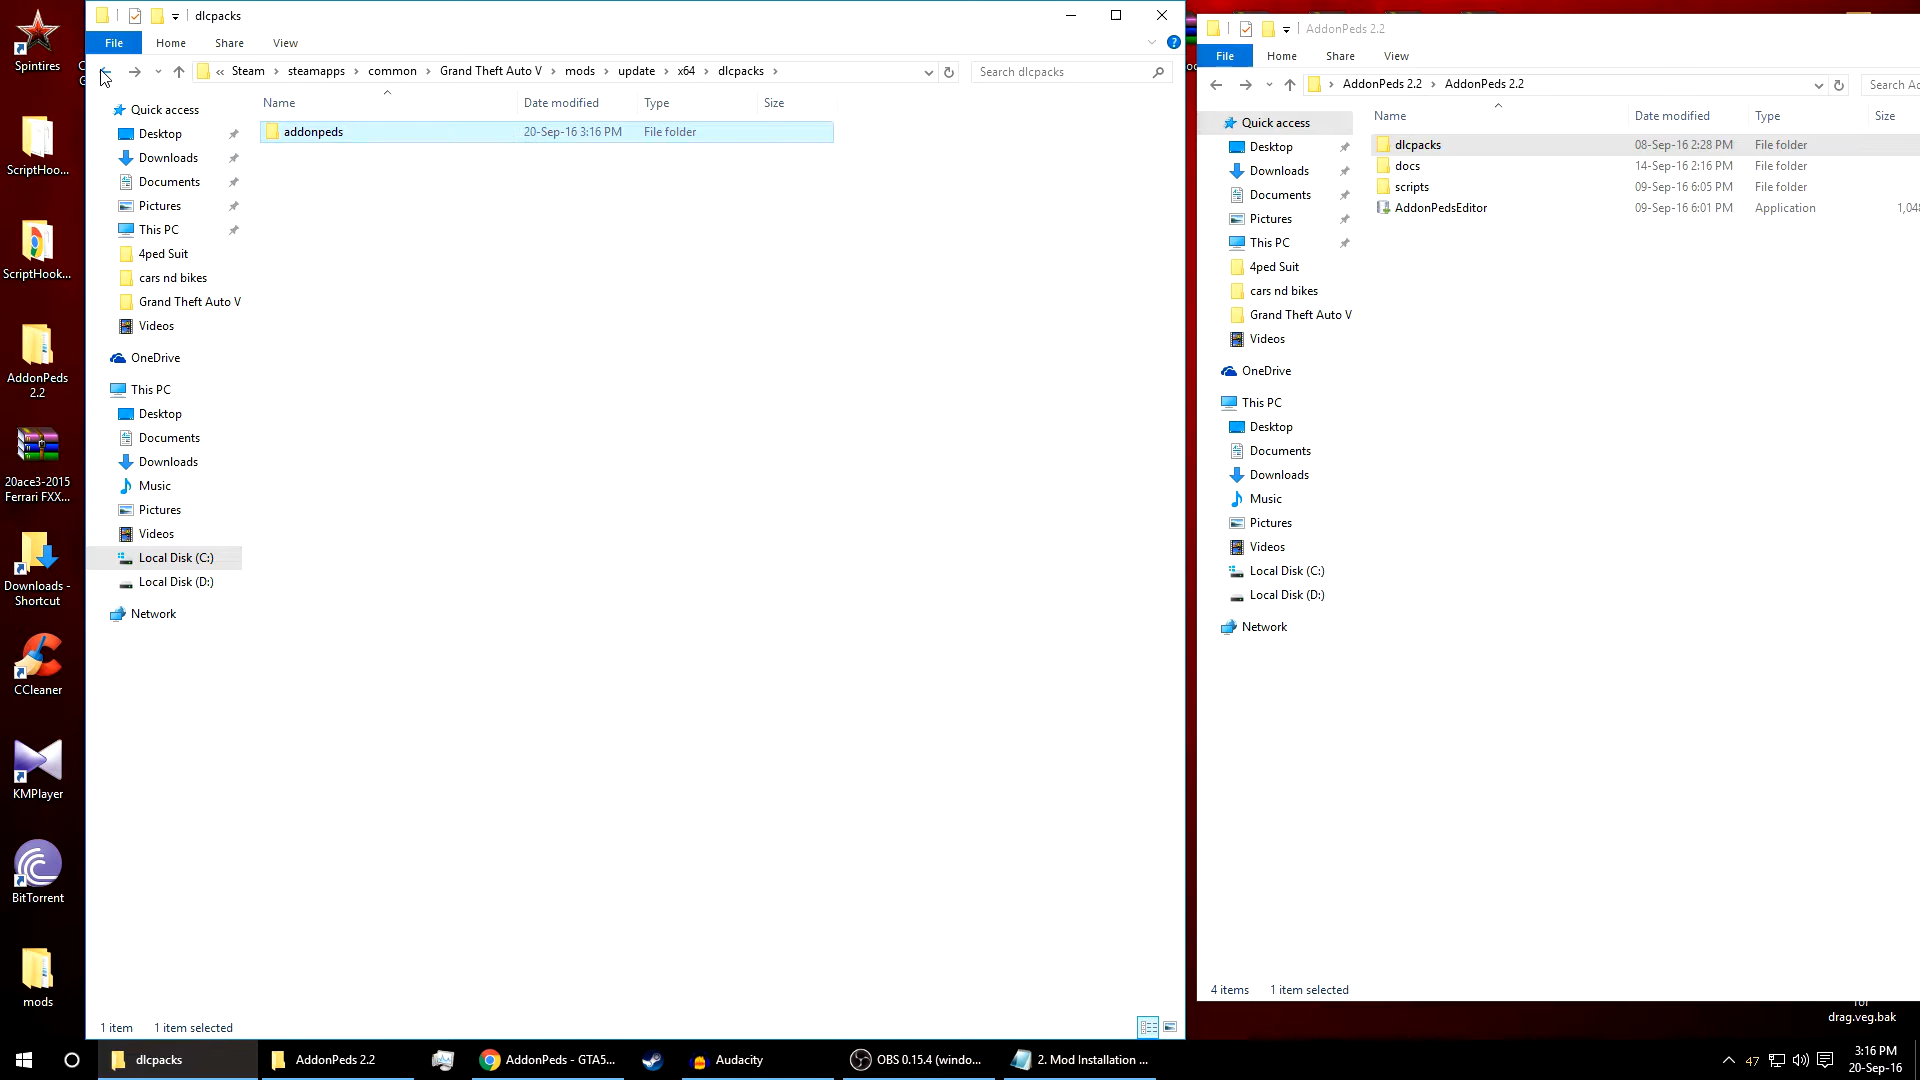 Spintires
ScriptHoo...
ScriptHook...
AddonPeds
2.2
20ace3-2015
Ferrari FXX...
Downloads -
Shortcut
CCleaner
KMPlayer
BitTorrent
mods
dlcpacks
File Home Share View
« Steam > steamapps > common > Grand Theft Auto V > mods > update > x64 > dlcpacks >
Search dlcpacks
Name Date modified Type Size
addonpeds 20-Sep-16 3:16 PM File folder
Quick access
Desktop
Downloads
Documents
Pictures
This PC
4ped Suit
cars nd bikes
Grand Theft Auto V
Videos
OneDrive
This PC
Desktop
Documents
Downloads
Music
Pictures
Videos
Local Disk (C:)
Local Disk (D:)
Network
1 item 1 item selected
AddonPeds 2.2
File Home Share View
> AddonPeds 2.2 > AddonPeds 2.2
Search Ac
Name Date modified Type Size
dlcpacks 08-Sep-16 2:28 PM File folder
docs 14-Sep-16 2:16 PM File folder
scripts 09-Sep-16 6:05 PM File folder
AddonPedsEditor 09-Sep-16 6:01 PM Application 1,048
Quick access
Desktop
Downloads
Documents
Pictures
This PC
4ped Suit
cars nd bikes
Grand Theft Auto V
Videos
OneDrive
This PC
Desktop
Documents
Downloads
Music
Pictures
Videos
Local Disk (C:)
Local Disk (D:)
Network
4 items 1 item selected
drag.veg.bak
dlcpacks
AddonPeds 2.2
AddonPeds - GTA5...
Audacity
OBS 0.15.4 (windo...
2. Mod Installation ...
47
3:16 PM
20-Sep-16